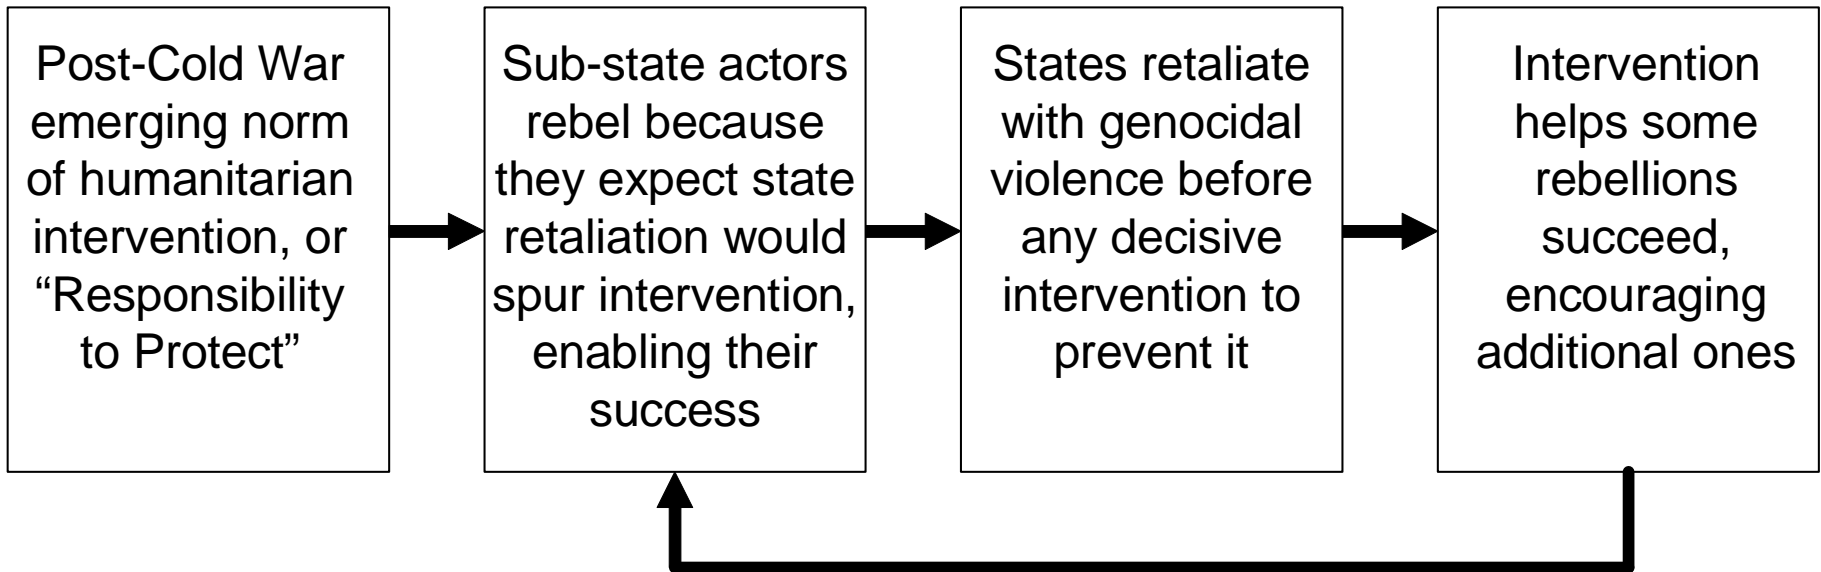 Post-Cold War
emerging norm
of humanitarian
intervention, or
“Responsibility
to Protect”
Sub-state actors
rebel because
they expect state
retaliation would
spur intervention,
enabling their
success
States retaliate
with genocidal
violence before
any decisive
intervention to
prevent it
Intervention
helps some
rebellions
succeed,
encouraging
additional ones